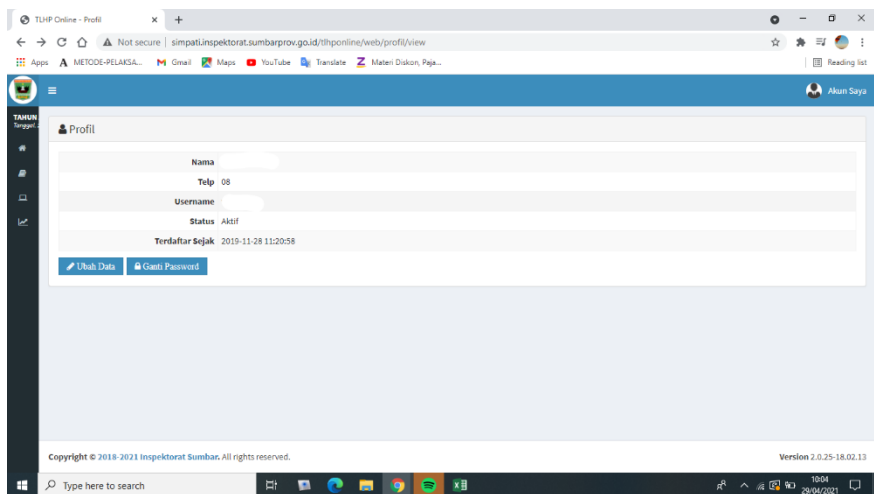 TLHP Online - Profil
Not secure | simpati.inspektorat.sumbarprov.go.id/tlhponline/web/profil/view
Apps A METODE-PELAKSA... Gmail Maps YouTube Translate Materi Diskon, Paja... Reading list
Akun Saya
TAHUN
Tanggal.
Profil
Nama
Telp 08
Username
Status Aktif
Terdaftar Sejak 2019-11-28 11:20:58
Ubah Data Ganti Password
Copyright © 2018-2021 Inspektorat Sumbar. All rights reserved. Version 2.0.25-18.02.13
Type here to search
10:04
29/04/2021